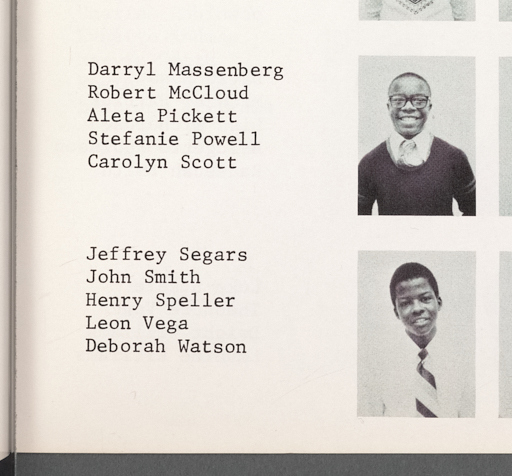 Darryl Massenberg
Robert McCloud
Aleta Pickett
Stefanie Powell
Carolyn Scott
Jeffrey Segars
John Smith
Henry Speller
Leon Vega
Deborah Watson